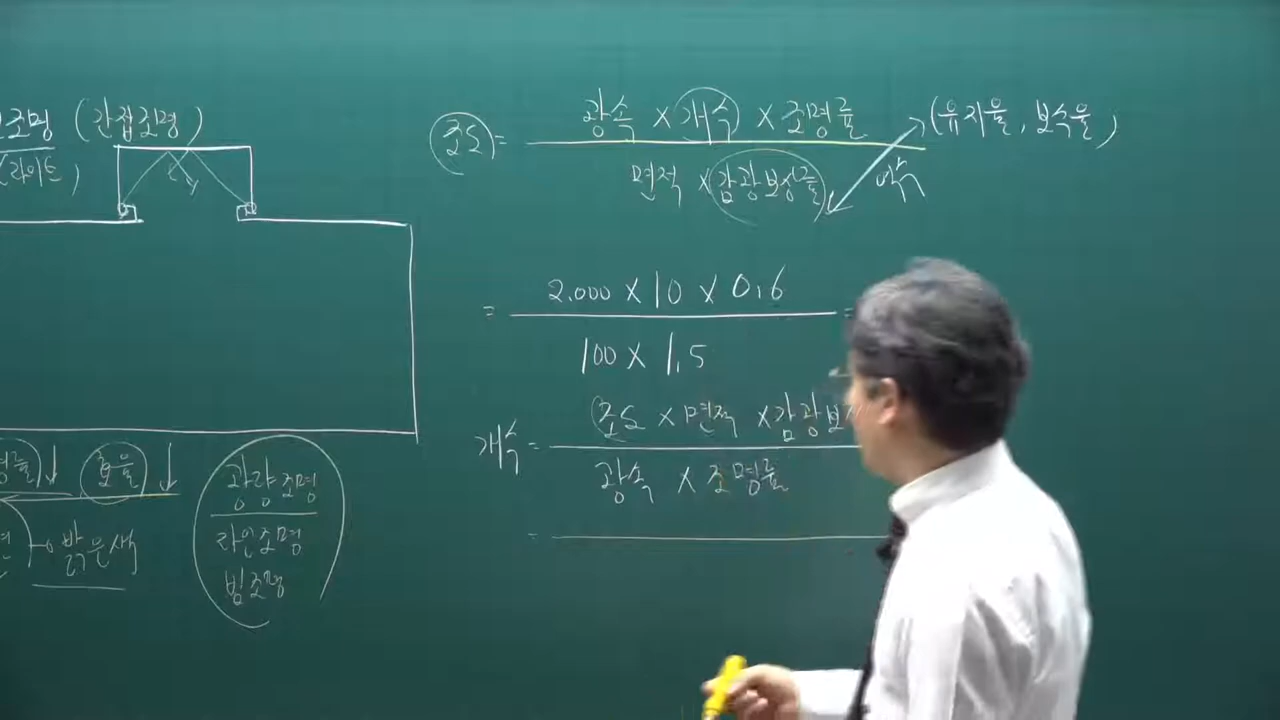 조명 (간접조명)
라이트)
조도 = 광속 × 개수 × 조명률 (유지율, 보수율)
면적 × 감광보상률 역수
= 2.000 × 10 × 0.6 =
100 × 1.5
개수 = 조도 × 면적 × 감광보
광속 × 조명률
=
광량조명
라인조명
빔조명
밝은색